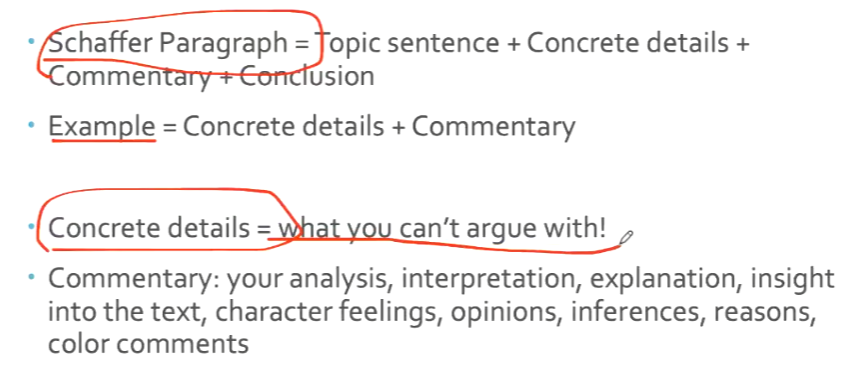 • Schaffer Paragraph = Topic sentence + Concrete details +
Commentary + Conclusion
• Example = Concrete details + Commentary
• Concrete details = what you can't argue with!
• Commentary: your analysis, interpretation, explanation, insight
into the text, character feelings, opinions, inferences, reasons,
color comments